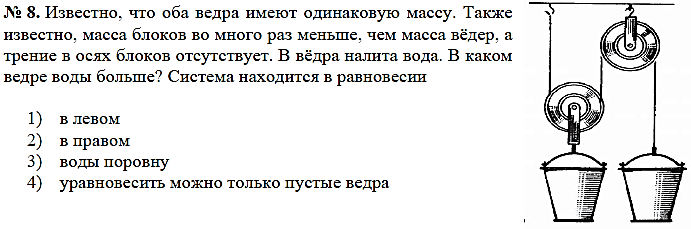 № 8. Известно, что оба ведра имеют одинаковую массу. Также
известно, масса блоков во много раз меньше, чем масса вёдер, а
трение в осях блоков отсутствует. В вёдра налита вода. В каком
ведре воды больше? Система находится в равновесии
1) в левом
2) в правом
3) воды поровну
4) уравновесить можно только пустые ведра